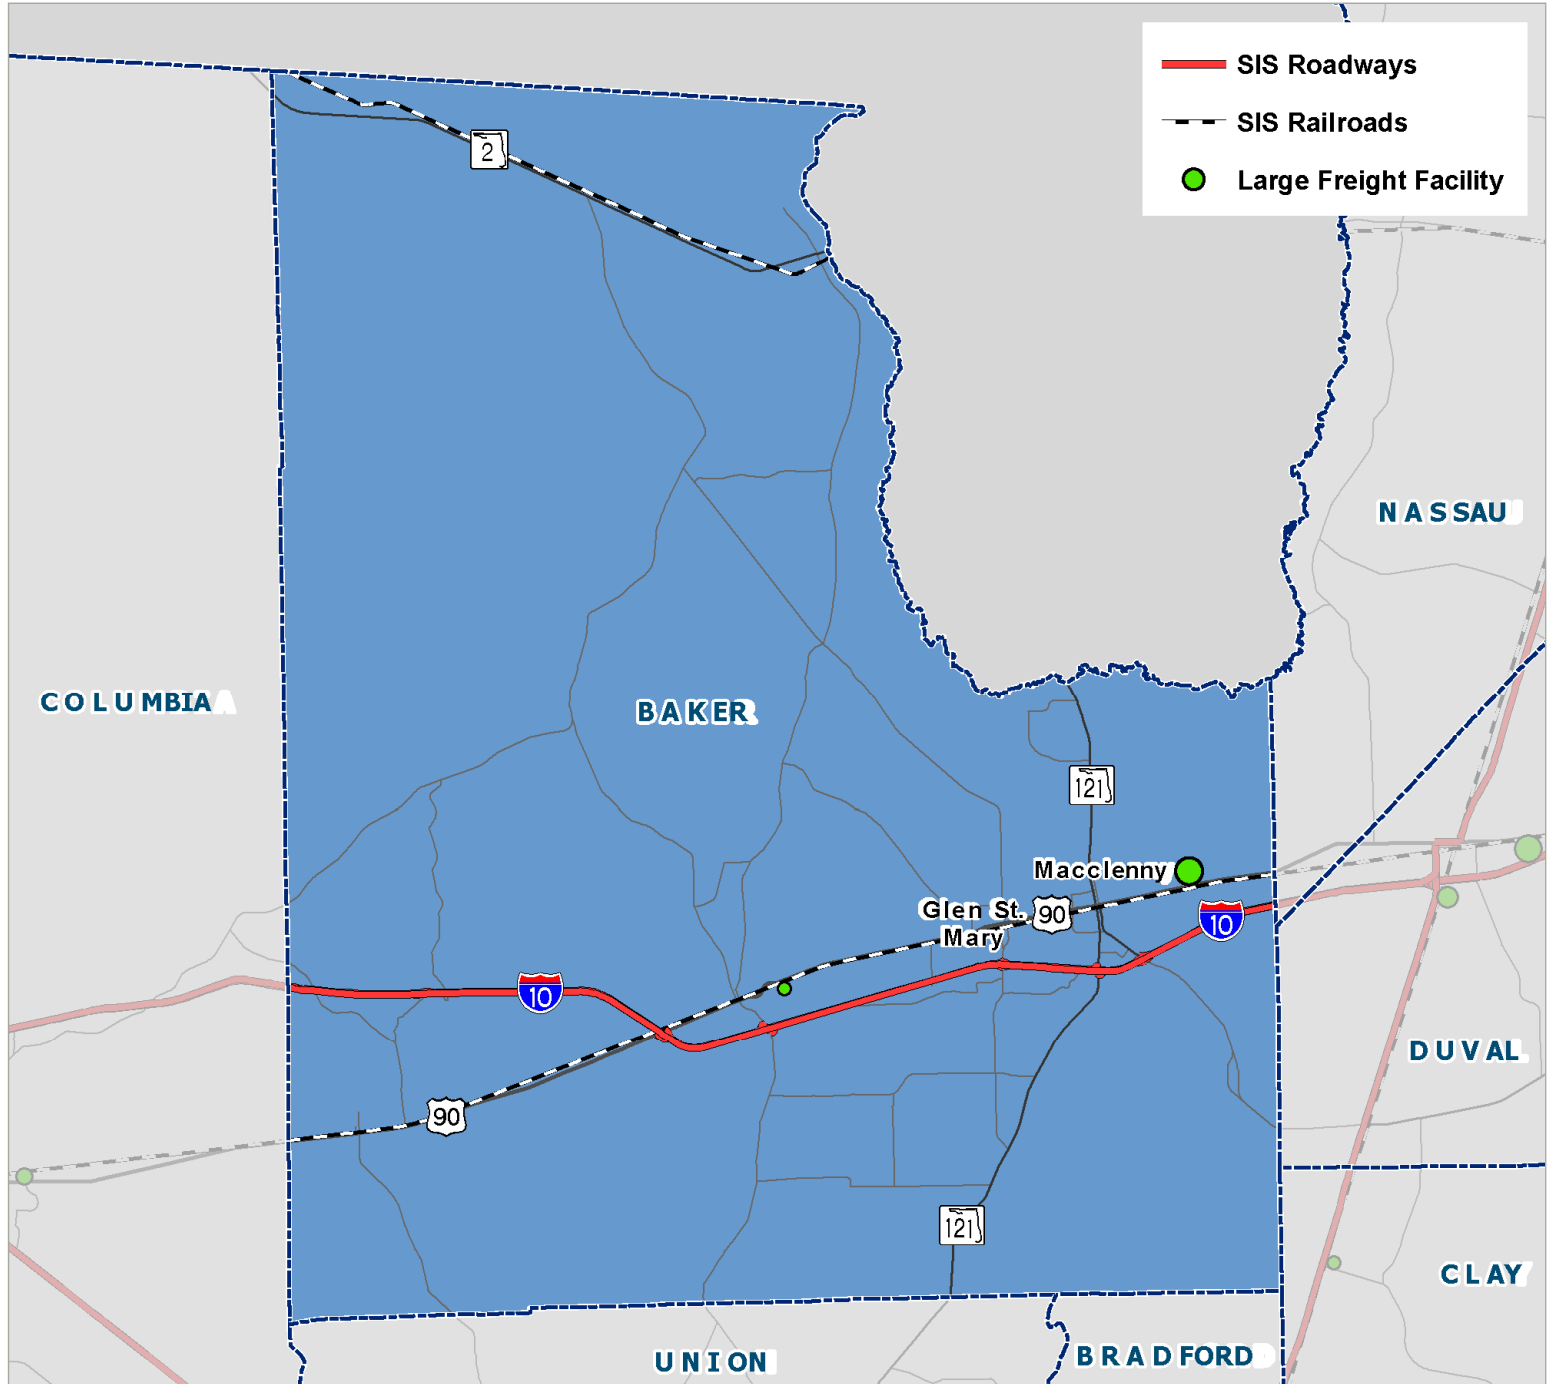 SIS Roadways
SIS Railroads
Large Freight Facility
2
NASSAU
COLUMBIA
BAKER
121
Macclenny
Glen St.
Mary
90
10
10
DUVAL
90
121
CLAY
UNION
BRADFORD